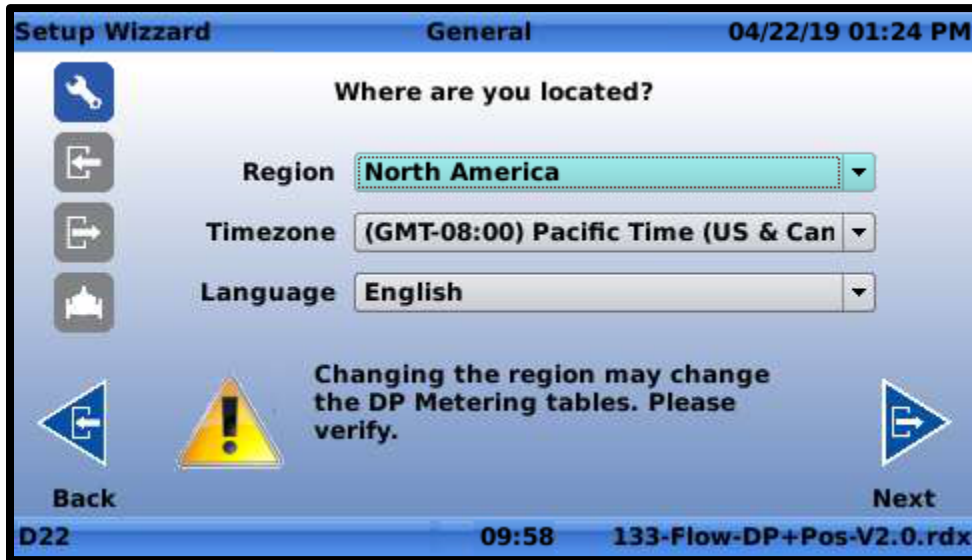 Setup Wizzard General 04/22/19 01:24 PM
Where are you located?
Region North America
Timezone (GMT-08:00) Pacific Time (US & Can
Language English
Changing the region may change
the DP Metering tables. Please
verify.
Back Next
D22 09:58 133-Flow-DP+Pos-V2.0.rdx